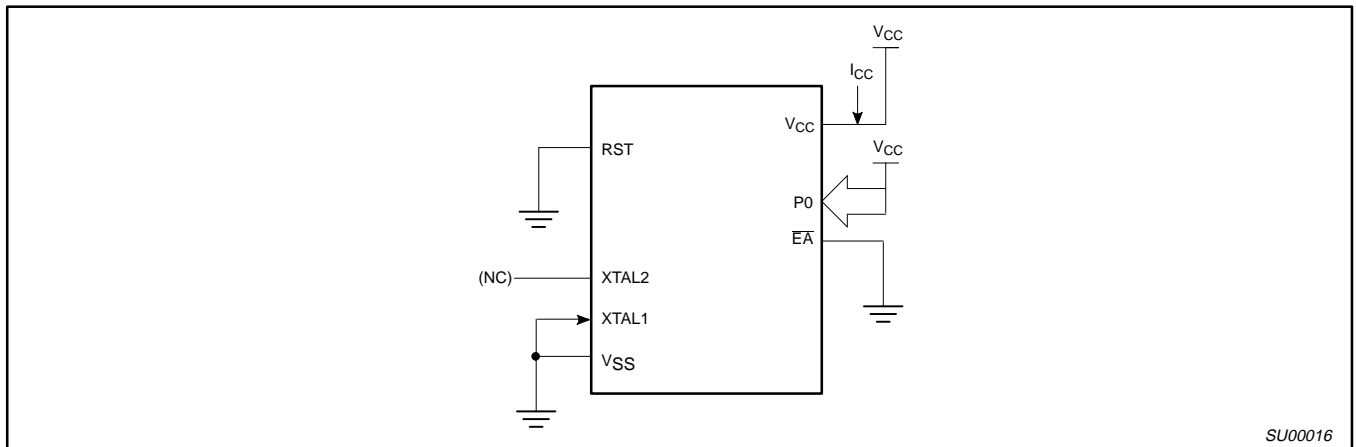 VCC
ICC
VCC
RST
VCC
P0
EA
(NC)
XTAL2
XTAL1
VSS
SU00016